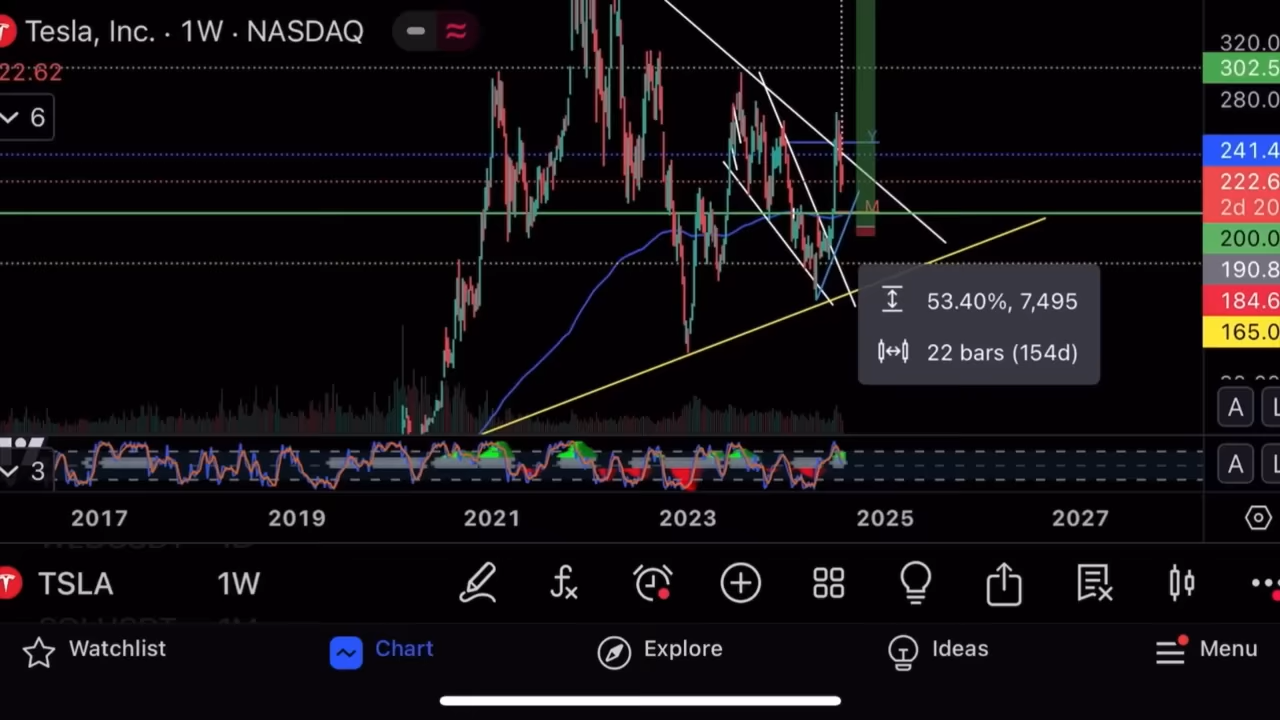 Tesla, Inc. · 1W · NASDAQ
22.62
6
320.0
302.5
280.0
241.4
222.6
2d 20
200.0
190.8
184.6
165.0
Y
M
53.40%, 7,495
22 bars (154d)
A
L
3
A
L
2017 2019 2021 2023 2025 2027
TSLA 1W
Watchlist Chart Explore Ideas Menu